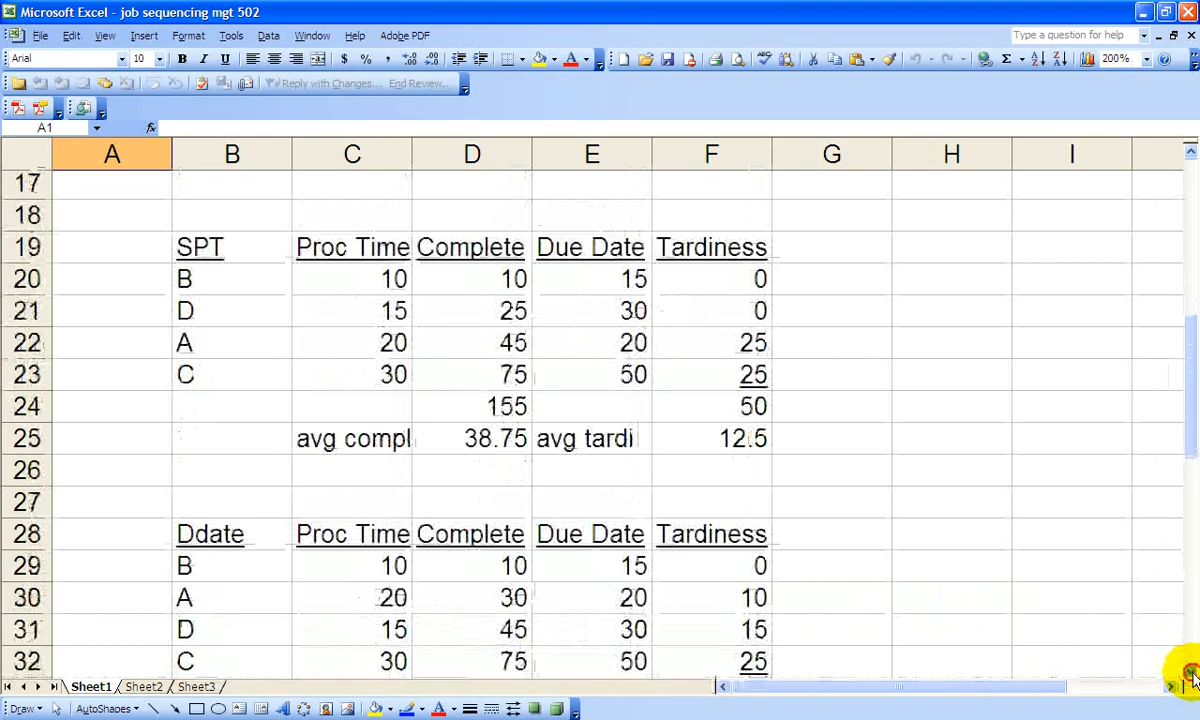 Microsoft Excel - job sequencing mgt 502
File Edit View Insert Format Tools Data Window Help Adobe PDF Type a question for help
Arial 10 B I U $ % , Σ 200%
Reply with Changes... End Review...
A1 fx
A B C D E F G H I
17
18
19 SPT Proc Time Complete Due Date Tardiness
20 B 10 10 15 0
21 D 15 25 30 0
22 A 20 45 20 25
23 C 30 75 50 25
24 155 50
25 avg compl 38.75 avg tardi 12.5
26
27
28 Ddate Proc Time Complete Due Date Tardiness
29 B 10 10 15 0
30 A 20 30 20 10
31 D 15 45 30 15
32 C 30 75 50 25
Sheet1 Sheet2 Sheet3
Draw AutoShapes A A